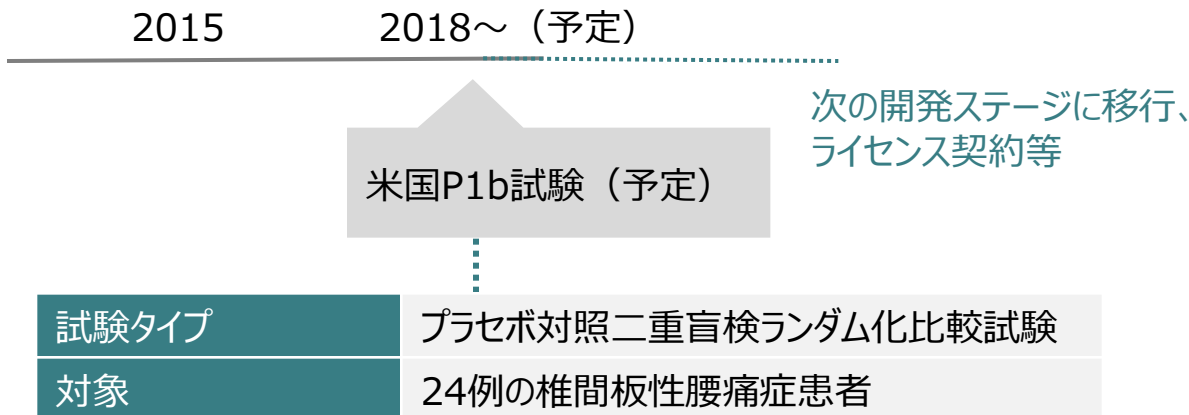 2015 2018～（予定）
次の開発ステージに移行、
ライセンス契約等
米国P1b試験（予定）
試験タイプ プラセボ対照二重盲検ランダム化比較試験
対象 24例の椎間板性腰痛症患者